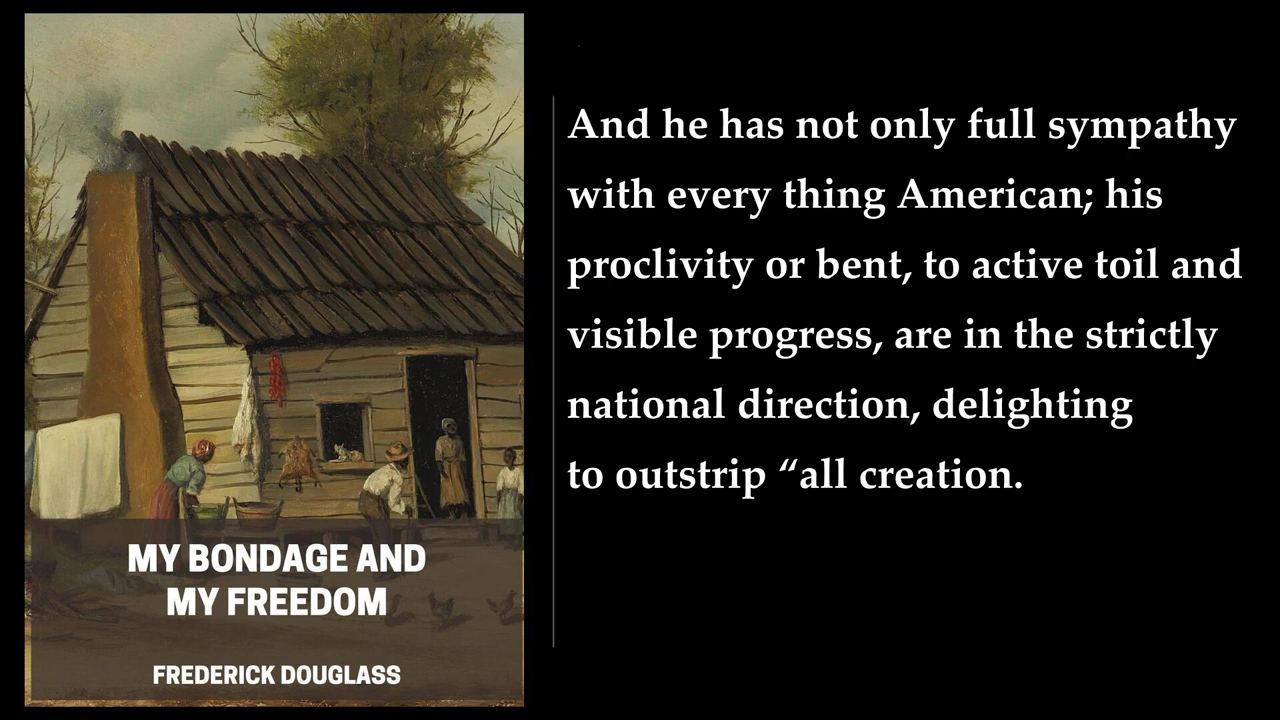 MY BONDAGE AND
MY FREEDOM
FREDERICK DOUGLASS
And he has not only full sympathy
with every thing American; his
proclivity or bent, to active toil and
visible progress, are in the strictly
national direction, delighting
to outstrip “all creation.